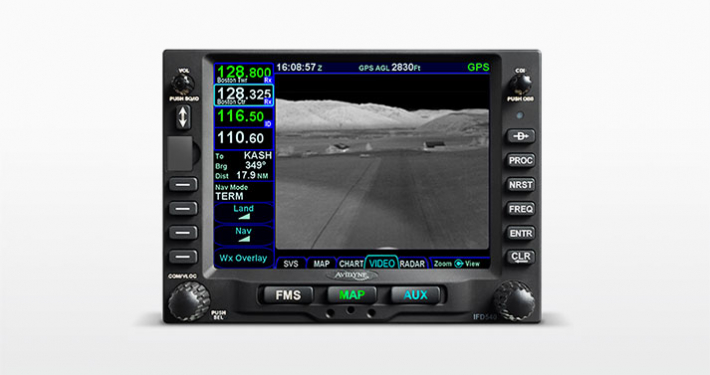 VOL
PUSH SQ/ID
128.800
Boston Twr Rx
128.325
Boston Ctr Rx
116.50
ID
110.60
To KASH
Brg 349°
Dist 17.9 NM
Nav Mode
TERM
Land
Nav
Wx Overlay
16:08:57 Z GPS AGL 2830Ft GPS
SVS MAP CHART VIDEO RADAR Zoom View
AVIDYNE
CDI
D
PROC
NRST
FREQ
ENTR
CLR
COM/VLOC
PUSH
SEL
FMS MAP AUX
IFD540